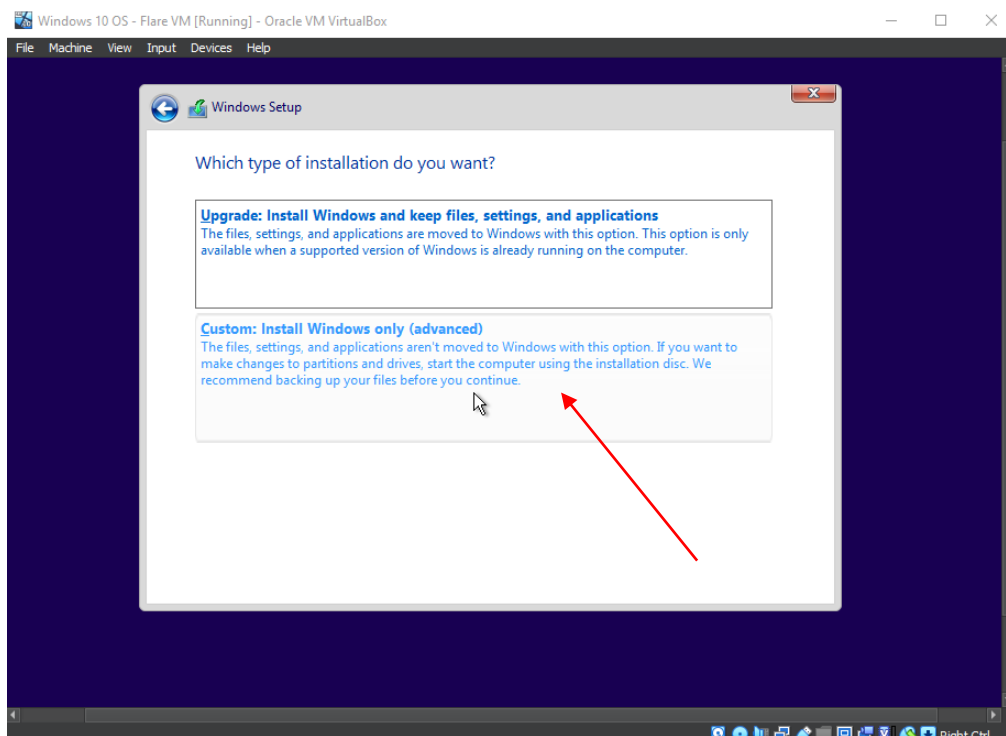 Windows 10 OS - Flare VM [Running] - Oracle VM VirtualBox
File Machine View Input Devices Help
Windows Setup
Which type of installation do you want?
Upgrade: Install Windows and keep files, settings, and applications
The files, settings, and applications are moved to Windows with this option. This option is only
available when a supported version of Windows is already running on the computer.
Custom: Install Windows only (advanced)
The files, settings, and applications aren't moved to Windows with this option. If you want to
make changes to partitions and drives, start the computer using the installation disc. We
recommend backing up your files before you continue.
Right Ctrl